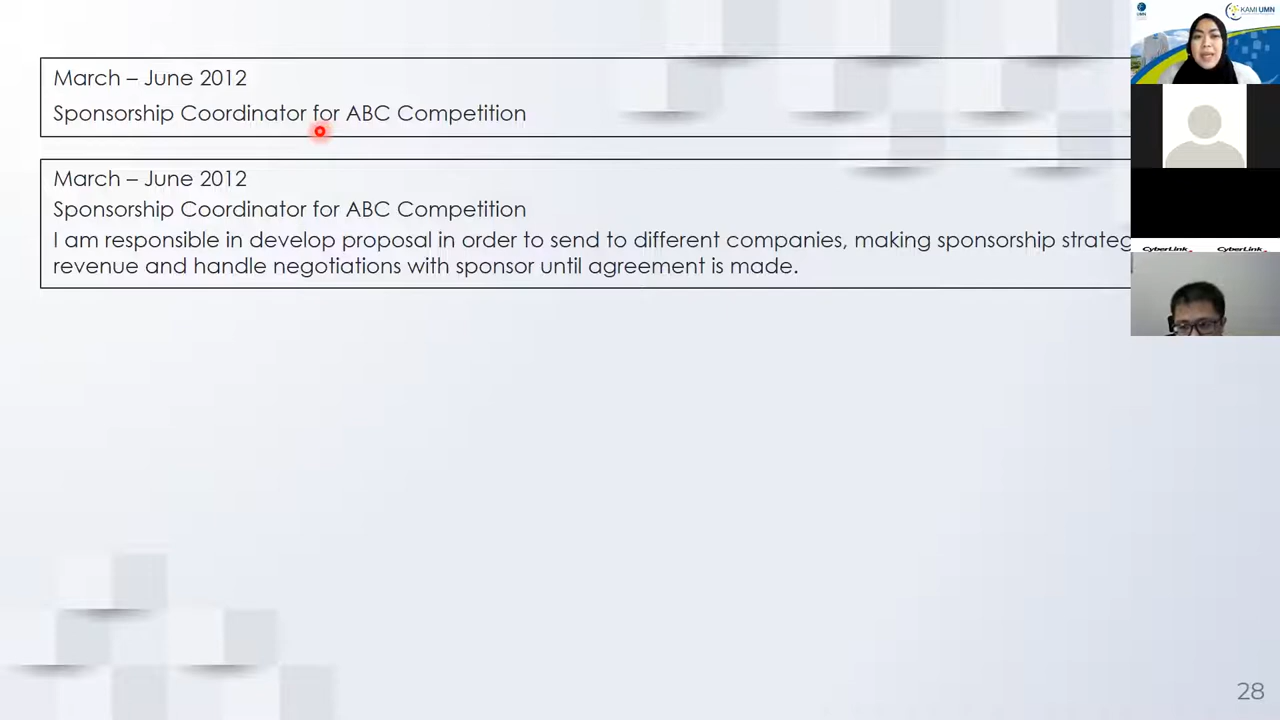 March – June 2012
Sponsorship Coordinator for ABC Competition
March – June 2012
Sponsorship Coordinator for ABC Competition
I am responsible in develop proposal in order to send to different companies, making sponsorship
revenue and handle negotiations with sponsor until agreement is made.
28
UMN
KAMI UMN
CyberLink
CyberLink